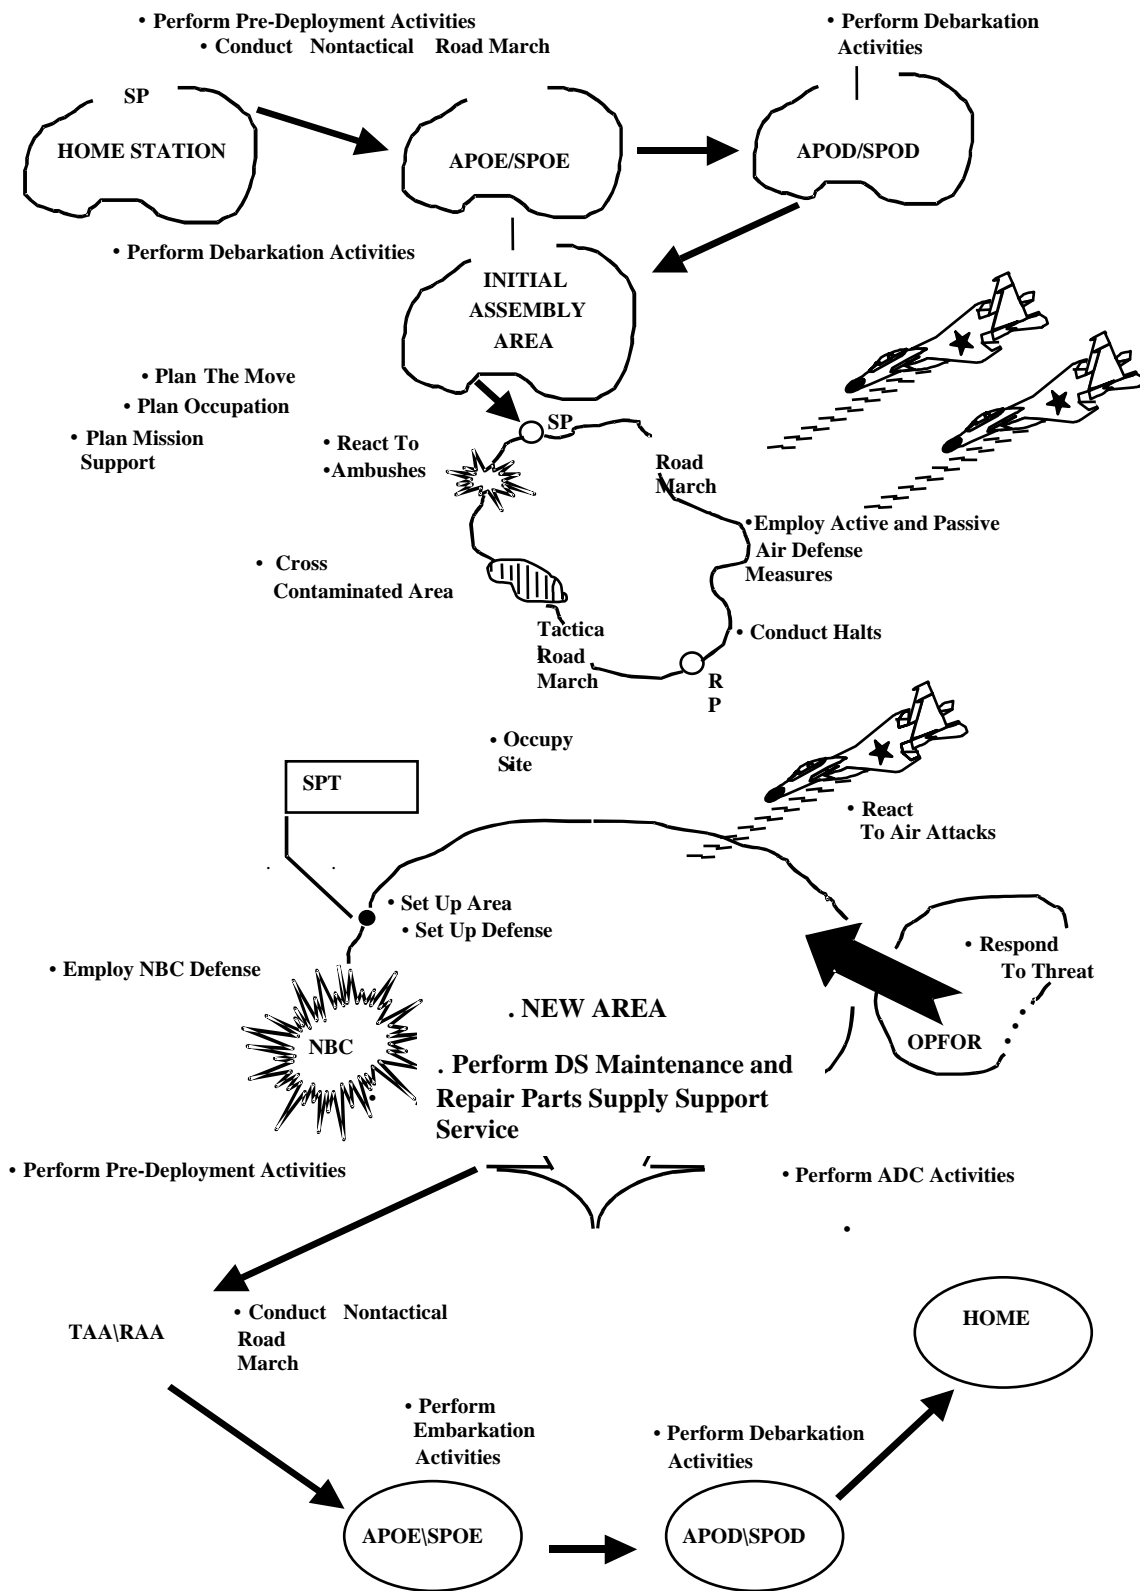 • Perform Pre-Deployment Activities
• Conduct Nontactical Road March
• Perform Debarkation
Activities
SP
HOME STATION
APOE/SPOE
APOD/SPOD
• Perform Debarkation Activities
INITIAL
ASSEMBLY
AREA
• Plan The Move
• Plan Occupation
• Plan Mission
Support
• React To
•Ambushes
SP
Road
March
•Employ Active and Passive
Air Defense
Measures
• Cross
Contaminated Area
• Conduct Halts
Tactica
l
Road
March
R
P
• Occupy
Site
SPT
• React
To Air Attacks
• Set Up Area
• Set Up Defense
• Employ NBC Defense
• Respond
To Threat
. NEW AREA
NBC
OPFOR
. Perform DS Maintenance and
Repair Parts Supply Support
Service
• Perform Pre-Deployment Activities
• Perform ADC Activities
•
TAA\RAA
• Conduct Nontactical
Road
March
HOME
• Perform
Embarkation
Activities
• Perform Debarkation
Activities
APOE\SPOE
APOD\SPOD